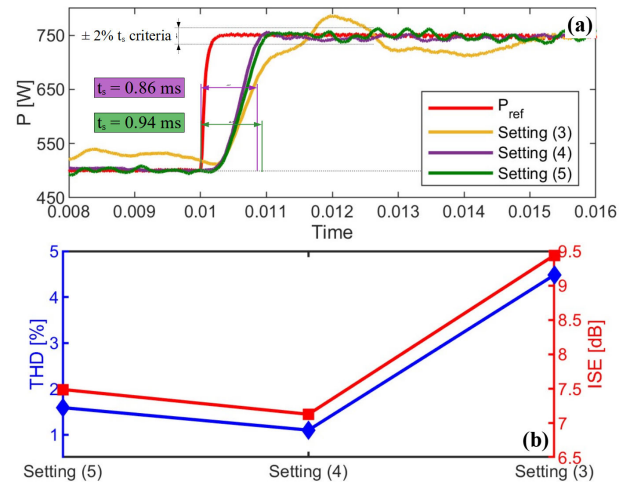 (a)
± 2% tₛ criteria
750
650
550
450
P [W]
tₛ = 0.86 ms
tₛ = 0.94 ms
P_ref
Setting (3)
Setting (4)
Setting (5)
0.008 0.009 0.01 0.011 0.012 0.013 0.014 0.015 0.016
Time
5
4
3
2
1
THD [%]
9.5
9
8.5
8
7.5
7
6.5
ISE [dB]
(b)
Setting (5) Setting (4) Setting (3)